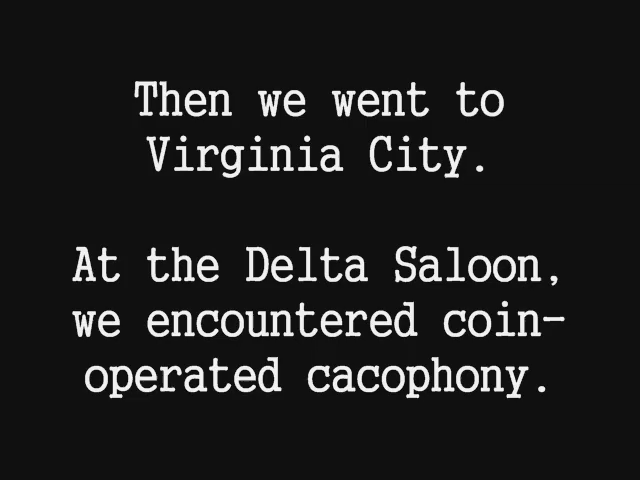 Then we went to
Virginia City.
At the Delta Saloon,
we encountered coin-
operated cacophony.